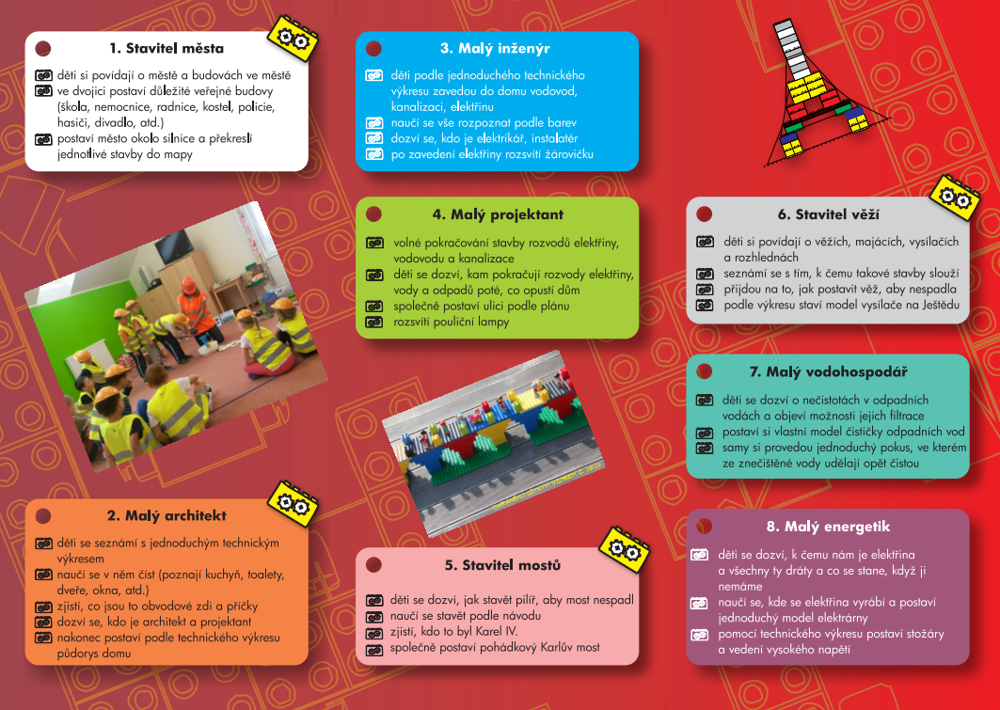 1. Stavitel města
děti si povídají o městě a budovách ve městě
ve dvojici postaví důležité veřejné budovy
(škola, nemocnice, radnice, kostel, policie,
hasiči, divadlo, atd.)
postaví město okolo silnice a překreslí
jednotlivé stavby do mapy
2. Malý architekt
děti se seznámí s jednoduchým technickým
výkresem
naučí se v něm číst (poznají kuchyň, toalety,
dveře, okna, atd.)
zjistí, co jsou to obvodové zdi a příčky
dozví se, kdo je architekt a projektant
nakonec postaví podle technického výkresu
půdorys domu
3. Malý inženýr
děti podle jednoduchého technického
výkresu zavedou do domu vodovod,
kanalizaci, elektřinu
naučí se vše rozpoznat podle barev
dozví se, kdo je elektrikář, instalatér
po zavedení elektřiny rozsvítí žárovičku
4. Malý projektant
volné pokračování stavby rozvodů elektřiny,
vodovodu a kanalizace
děti se dozví, kam pokračují rozvody elektřiny,
vody a odpadů poté, co opustí dům
společně postaví ulici podle plánu
rozsvítí pouliční lampy
5. Stavitel mostů
děti se dozví, jak stavět pilíř, aby most nespadl
naučí se stavět podle návodu
zjistí, kdo to byl Karel IV.
společně postaví pohádkový Karlův most
6. Stavitel věží
děti si povídají o věžích, majácích, vysílačích
a rozhlednách
seznámí se s tím, k čemu takové stavby slouží
přijdou na to, jak postavit věž, aby nespadla
podle výkresu staví model vysílače na Ještědu
7. Malý vodohospodář
děti se dozví o nečistotách v odpadních
vodách a objeví možnosti jejich filtrace
postaví si vlastní model čističky odpadních vod
samy si provedou jednoduchý pokus, ve kterém
ze znečištěné vody udělají opět čistou
8. Malý energetik
děti se dozví, k čemu nám je elektřina
a všechny ty dráty a co se stane, když ji
nemáme
naučí se, kde se elektřina vyrábí a postaví
jednoduchý model elektrárny
pomocí technického výkresu postaví stožáry
a vedení vysokého napětí